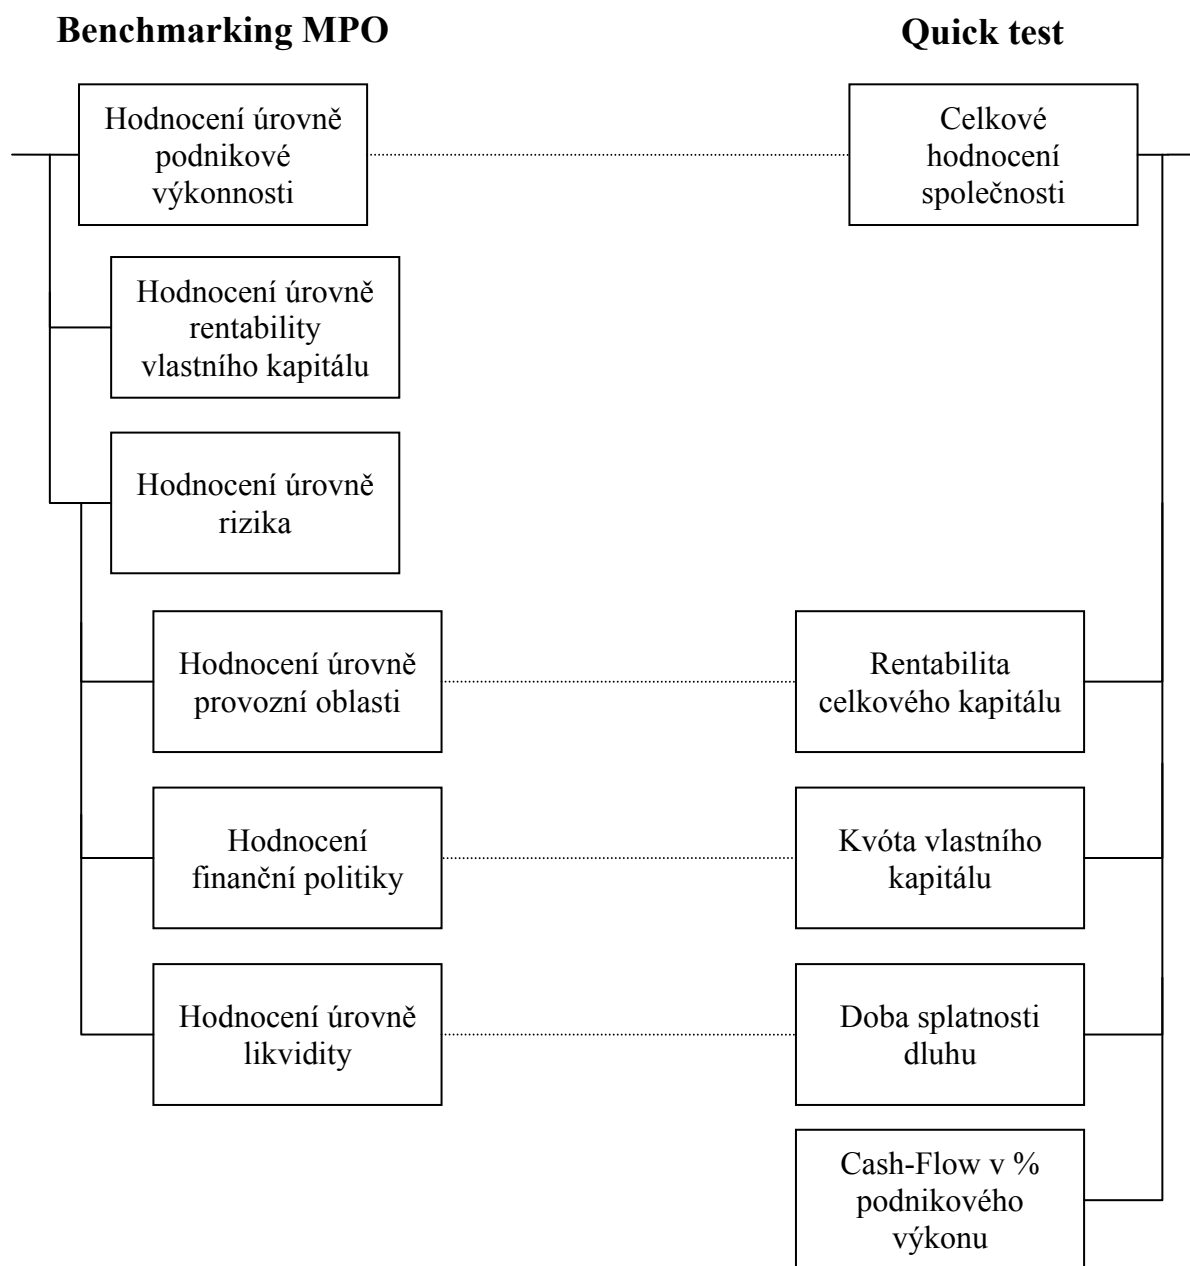 Benchmarking MPO
Quick test
Hodnocení úrovně
podnikové
výkonnosti
Celkové
hodnocení
společnosti
Hodnocení úrovně
rentability
vlastního kapitálu
Hodnocení úrovně
rizika
Hodnocení úrovně
provozní oblasti
Rentabilita
celkového kapitálu
Hodnocení
finanční politiky
Kvóta vlastního
kapitálu
Hodnocení úrovně
likvidity
Doba splatnosti
dluhu
Cash-Flow v %
podnikového
výkonu